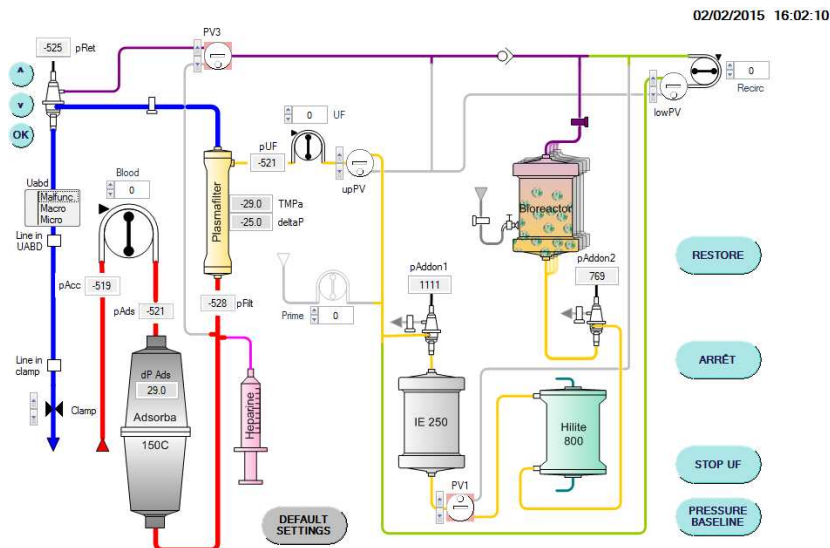 02/02/2015 16:02:10
PV3
-525 pRet
0
Recirc
lowPV
^
v
OK
0 UF
pUF
-521
upPV
Blood
0
Uabd
Malfunc.
Macro
Micro
Plasmafilter
-29.0 TMPa
-25.0 deltaP
Bioreactor
Line in
UABD
RESTORE
pAcc -519
pAds -521
-528 pFilt
Prime 0
pAddon1
1111
pAddon2
769
Line in
clamp
Clamp
dP Ads
29.0
Adsorba
150C
Heparine
IE 250
Hilite
800
ARRÊT
PV1
STOP UF
DEFAULT
SETTINGS
PRESSURE
BASELINE